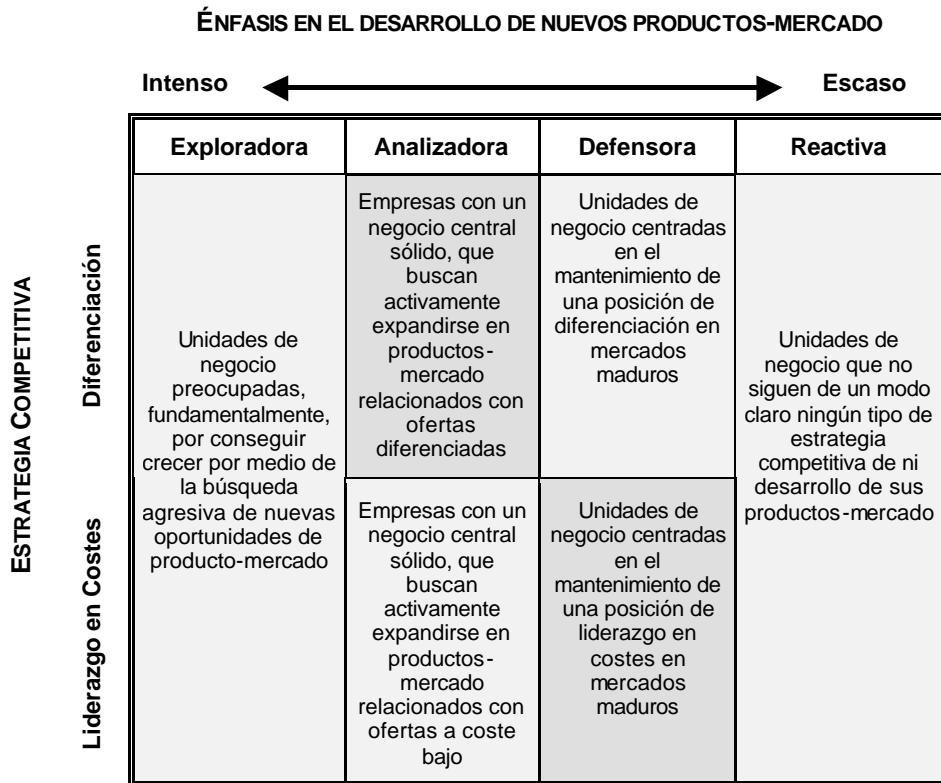 ÉNFASIS EN EL DESARROLLO DE NUEVOS PRODUCTOS-MERCADO
Intenso
Escaso
Exploradora
Analizadora
Defensora
Reactiva
ESTRATEGIA COMPETITIVA
Diferenciación
Liderazgo en Costes
Unidades de
negocio
preocupadas,
fundamentalmente,
por conseguir
crecer por medio de
la búsqueda
agresiva de nuevas
oportunidades de
producto-mercado
Empresas con un
negocio central
sólido, que
buscan
activamente
expandirse en
productos-
mercado
relacionados con
ofertas
diferenciadas
Unidades de
negocio centradas
en el
mantenimiento de
una posición de
diferenciación en
mercados
maduros
Unidades de
negocio que no
siguen de un modo
claro ningún tipo de
estrategia
competitiva de ni
desarrollo de sus
productos-mercado
Empresas con un
negocio central
sólido, que
buscan
activamente
expandirse en
productos-
mercado
relacionados con
ofertas a coste
bajo
Unidades de
negocio centradas
en el
mantenimiento de
una posición de
liderazgo en
costes en
mercados
maduros